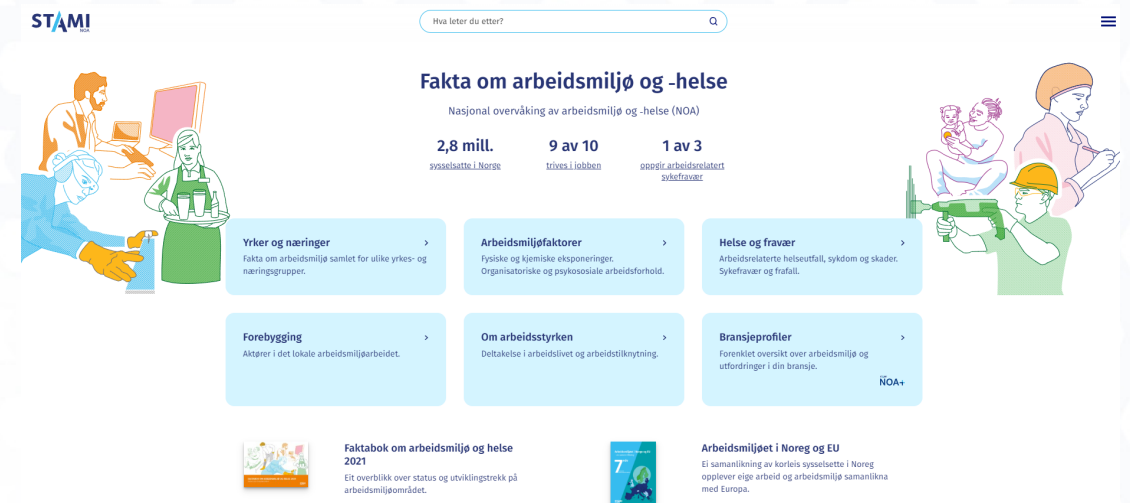 STAMI
NOA
Hva leter du etter?
Fakta om arbeidsmiljø og -helse
Nasjonal overvåking av arbeidsmiljø og -helse (NOA)
2,8 mill.
sysselsatte i Norge
9 av 10
trives i jobben
1 av 3
oppgir arbeidsrelatert
sykefravær
Yrker og næringer
Fakta om arbeidsmiljø samlet for ulike yrkes- og
næringsgrupper.
Arbeidsmiljøfaktorer
Fysiske og kjemiske eksponeringer.
Organisatoriske og psykososiale arbeidsforhold.
Helse og fravær
Arbeidsrelaterte helseutfall, sykdom og skader.
Sykefravær og frafall.
Forebygging
Aktører i det lokale arbeidsmiljøarbeidet.
Om arbeidsstyrken
Deltakelse i arbeidslivet og arbeidstilknytning.
Bransjeprofiler
Forenklet oversikt over arbeidsmiljø og
utfordringer i din bransje.
NOA+
Faktabok om arbeidsmiljø og helse
2021
Eit overblikk over status og utviklingstrekk på
arbeidsmiljøområdet.
7
Arbeidsmiljøet i Noreg og EU
Ei samanlikning av korleis sysselsette i Noreg
opplever eige arbeid og arbeidsmiljø samanlikna
med Europa.